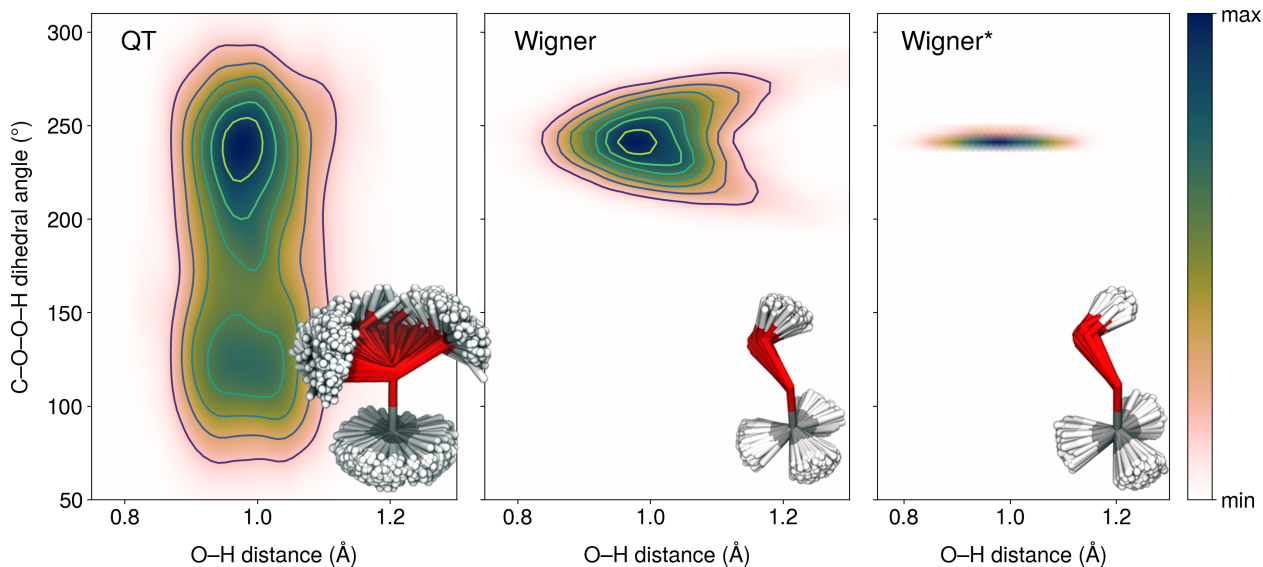 QT
Wigner
Wigner*
C–O–O–H dihedral angle (°)
300
250
200
150
100
50
0.8 1.0 1.2
0.8 1.0 1.2
0.8 1.0 1.2
O–H distance (Å)
O–H distance (Å)
O–H distance (Å)
max
min